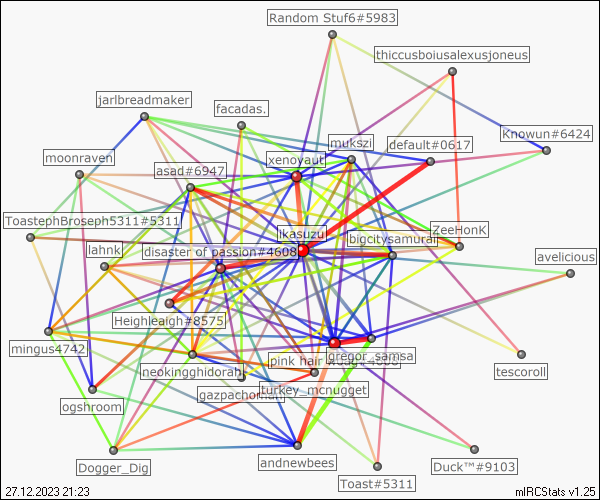 Random Stuf6#5983
thiccusboiusalexusjoneus
jarlbreadmaker
facadas.
Knowun#6424
mukszi
default#0617
moonraven
xenoyaut
asad#6947
ToastephBroseph5311#5311
lkasuzu
ZeeHonK
bigcitysamurai
lahnk
disaster of passion#4608
avelicious
Heighleaigh#8575
mingus4742
gregor_samsa
neokingghidorah
pink hair
tescoroll
turkey_mcnugget
ogshroom
andnewbees
Dogger_Dig
Duck™#9103
Toast#5311
27.12.2023 21:23
mIRCStats v1.25